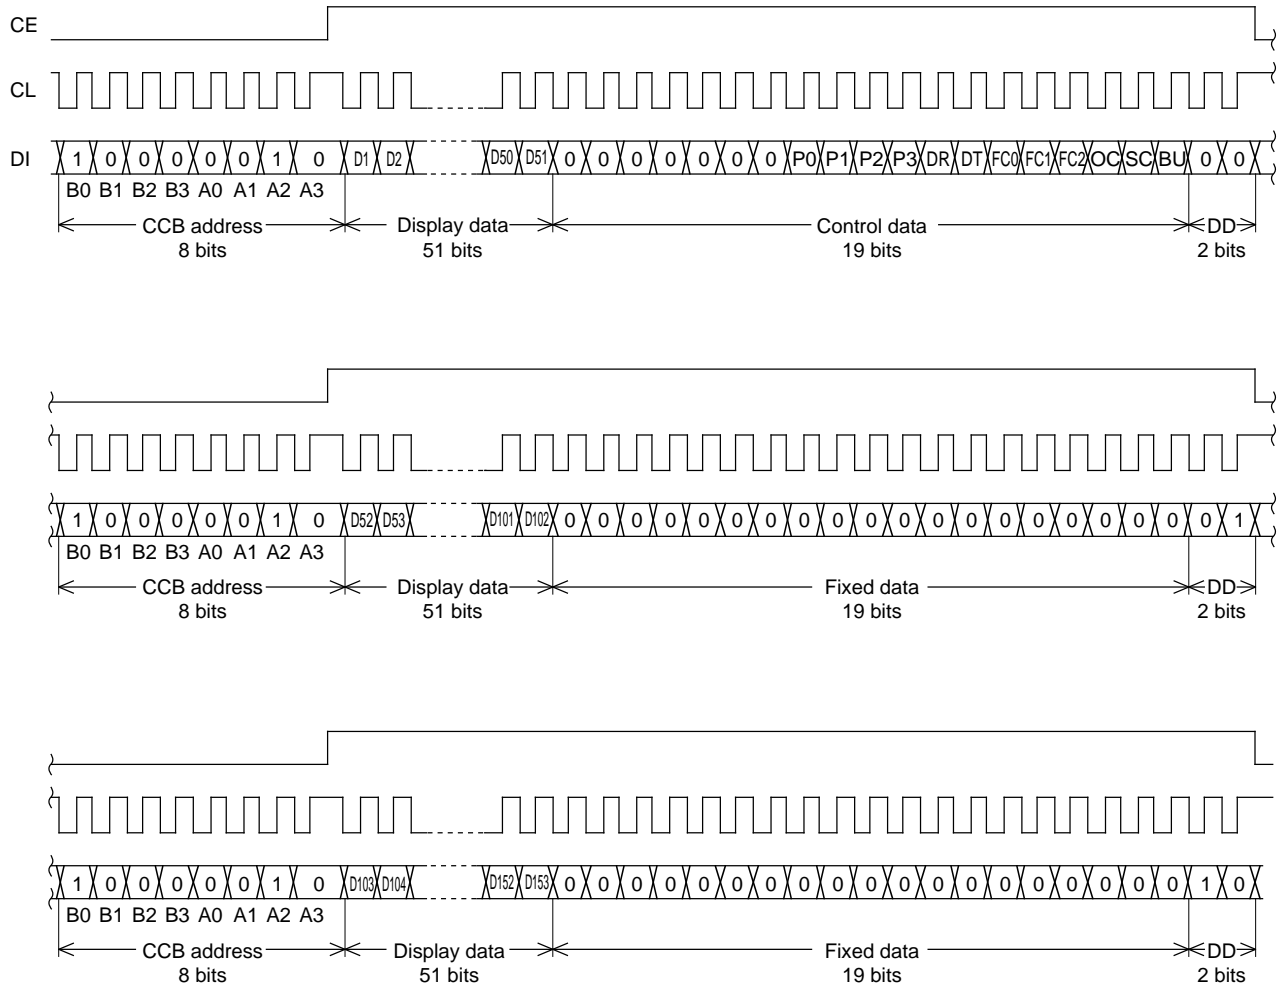 CE
CL
DI 1 0 0 0 0 0 1 0 D1 D2 D50 D51 0 0 0 0 0 0 0 P0 P1 P2 P3 DR DT FC0 FC1 FC2 OC SC BU 0 0
B0 B1 B2 B3 A0 A1 A2 A3
CCB address Display data Control data DD
8 bits 51 bits 19 bits 2 bits
1 0 0 0 0 0 1 0 D52 D53 D101 D102 0 0 0 0 0 0 0 0 0 0 0 0 0 0 0 0 0 0 0 0 1
B0 B1 B2 B3 A0 A1 A2 A3
CCB address Display data Fixed data DD
8 bits 51 bits 19 bits 2 bits
1 0 0 0 0 0 1 0 D103 D104 D152 D153 0 0 0 0 0 0 0 0 0 0 0 0 0 0 0 0 0 0 0 1 0
B0 B1 B2 B3 A0 A1 A2 A3
CCB address Display data Fixed data DD
8 bits 51 bits 19 bits 2 bits